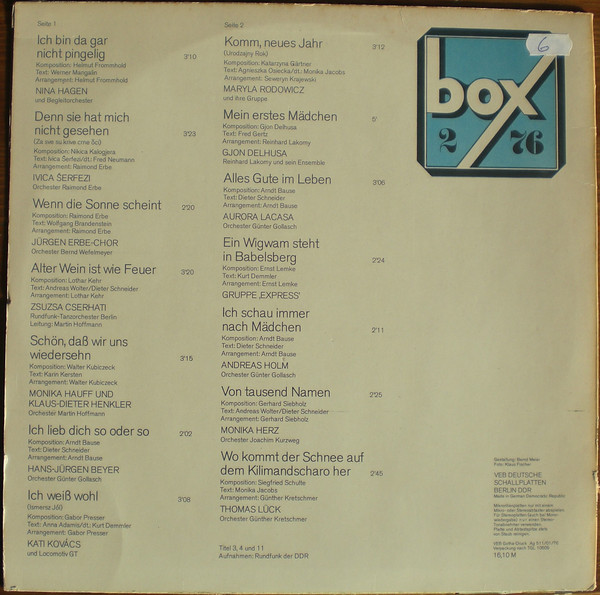 Seite 1
Ich bin da gar
nicht pingelig 3'10
Komposition: Helmut Frommhold
Text: Werner Mangalin
Arrangement: Helmut Frommhold
NINA HAGEN
und Begleitorchester
Denn sie hat mich
nicht gesehen 3'23
(Za sve su krive crne oči)
Komposition: Nikica Kalogjera
Text: Ivica Šerfezi/dt: Fred Neumann
Arrangement: Raimond Erbe
IVICA ŠERFEZI
Orchester Raimond Erbe
Wenn die Sonne scheint 2'20
Komposition: Raimond Erbe
Text: Wolfgang Brandenstein
Arrangement: Raimond Erbe
JÜRGEN ERBE-CHOR
Orchester Bernd Wefelmeyer
Alter Wein ist wie Feuer 3'20
Komposition: Lothar Kehr
Text: Andreas Wolter/Dieter Schneider
Arrangement: Lothar Kehr
ZSUZSA CSERHATI
Rundfunk-Tanzorchester Berlin
Leitung: Martin Hoffmann
Schön, daß wir uns
wiedersehn 3'15
Komposition: Walter Kubiczeck
Text: Karin Kersten
Arrangement: Walter Kubiczeck
MONIKA HAUFF UND
KLAUS-DIETER HENKLER
Orchester Martin Hoffmann
Ich lieb dich so oder so 2'02
Komposition: Arndt Bause
Text: Dieter Schneider
Arrangement: Arndt Bause
HANS-JÜRGEN BEYER
Orchester Günter Gollasch
Ich weiß wohl 3'08
Komposition: Gabor Presser
Text: Anna Adamis/dt: Kurt Demmler
Arrangement: Gabor Presser
KATI KOVÁCS
und Locomotiv GT
Seite 2
Komm, neues Jahr 3'12
(Urodzajny Rok)
Komposition: Katarzyna Gärtner
Text: Agnieszka Osiecka/dt: Monika Jacobs
Arrangement: Seweryn Krajewski
MARYLA RODOWICZ
und ihre Gruppe
Mein erstes Mädchen 5'
Komposition: Gjon Delhusa
Text: Fred Gertz
Arrangement: Reinhard Lakomy
GJON DELHUSA
Reinhard Lakomy und sein Ensemble
Alles Gute im Leben 3'06
Komposition: Arndt Bause
Text: Dieter Schneider
Arrangement: Arndt Bause
AURORA LACASA
Orchester Günter Gollasch
Ein Wigwam steht
in Babelsberg 2'24
Komposition: Ernst Lemke
Text: Kurt Demmler
Arrangement: Ernst Lemke
GRUPPE ‚EXPRESS'
Ich schau immer
nach Mädchen 2'11
Komposition: Arndt Bause
Text: Dieter Schneider
Arrangement: Arndt Bause
ANDREAS HOLM
Orchester Günter Gollasch
Von tausend Namen 2'25
Komposition: Gerhard Siebholz
Text: Andreas Wolter/Dieter Schneider
Arrangement: Gerhard Siebholz
MONIKA HERZ
Orchester Joachim Kurzweg
Wo kommt der Schnee auf
dem Kilimandscharo her 2'45
Komposition: Siegfried Schulte
Text: Monika Jacobs
Arrangement: Günther Kretschmer
THOMAS LÜCK
Orchester Günther Kretschmer
Titel 3, 4 und 11
Aufnahmen: Rundfunk der DDR
6
box
2/76
VEB DEUTSCHE
SCHALLPLATTEN
BERLIN DDR
Made in German Democratic Republic
16,10 M